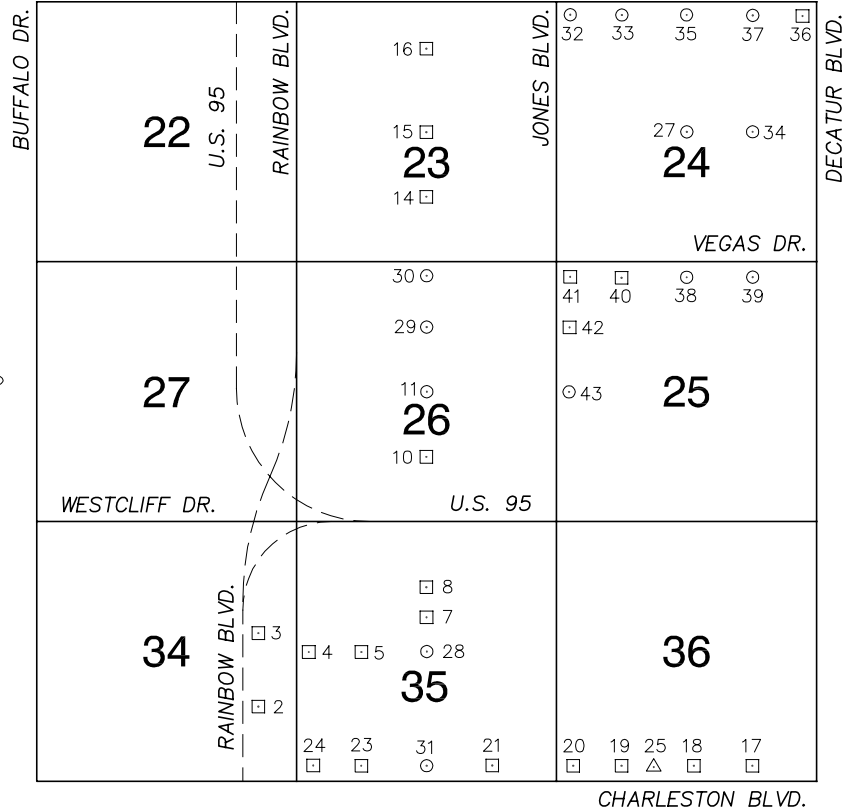 BUFFALO DR.
22
U.S. 95
RAINBOW BLVD.
16
15
23
14
JONES BLVD.
32 33 35 37 36
27 34
24
VEGAS DR.
DECATUR BLVD.
27
WESTCLIFF DR.
30
29
11
26
10
U.S. 95
41 40 38 39
42
43
25
34
RAINBOW BLVD.
3
2
8
7
4 5 28
35
24 23 31 21
36
20 19 25 18 17
CHARLESTON BLVD.